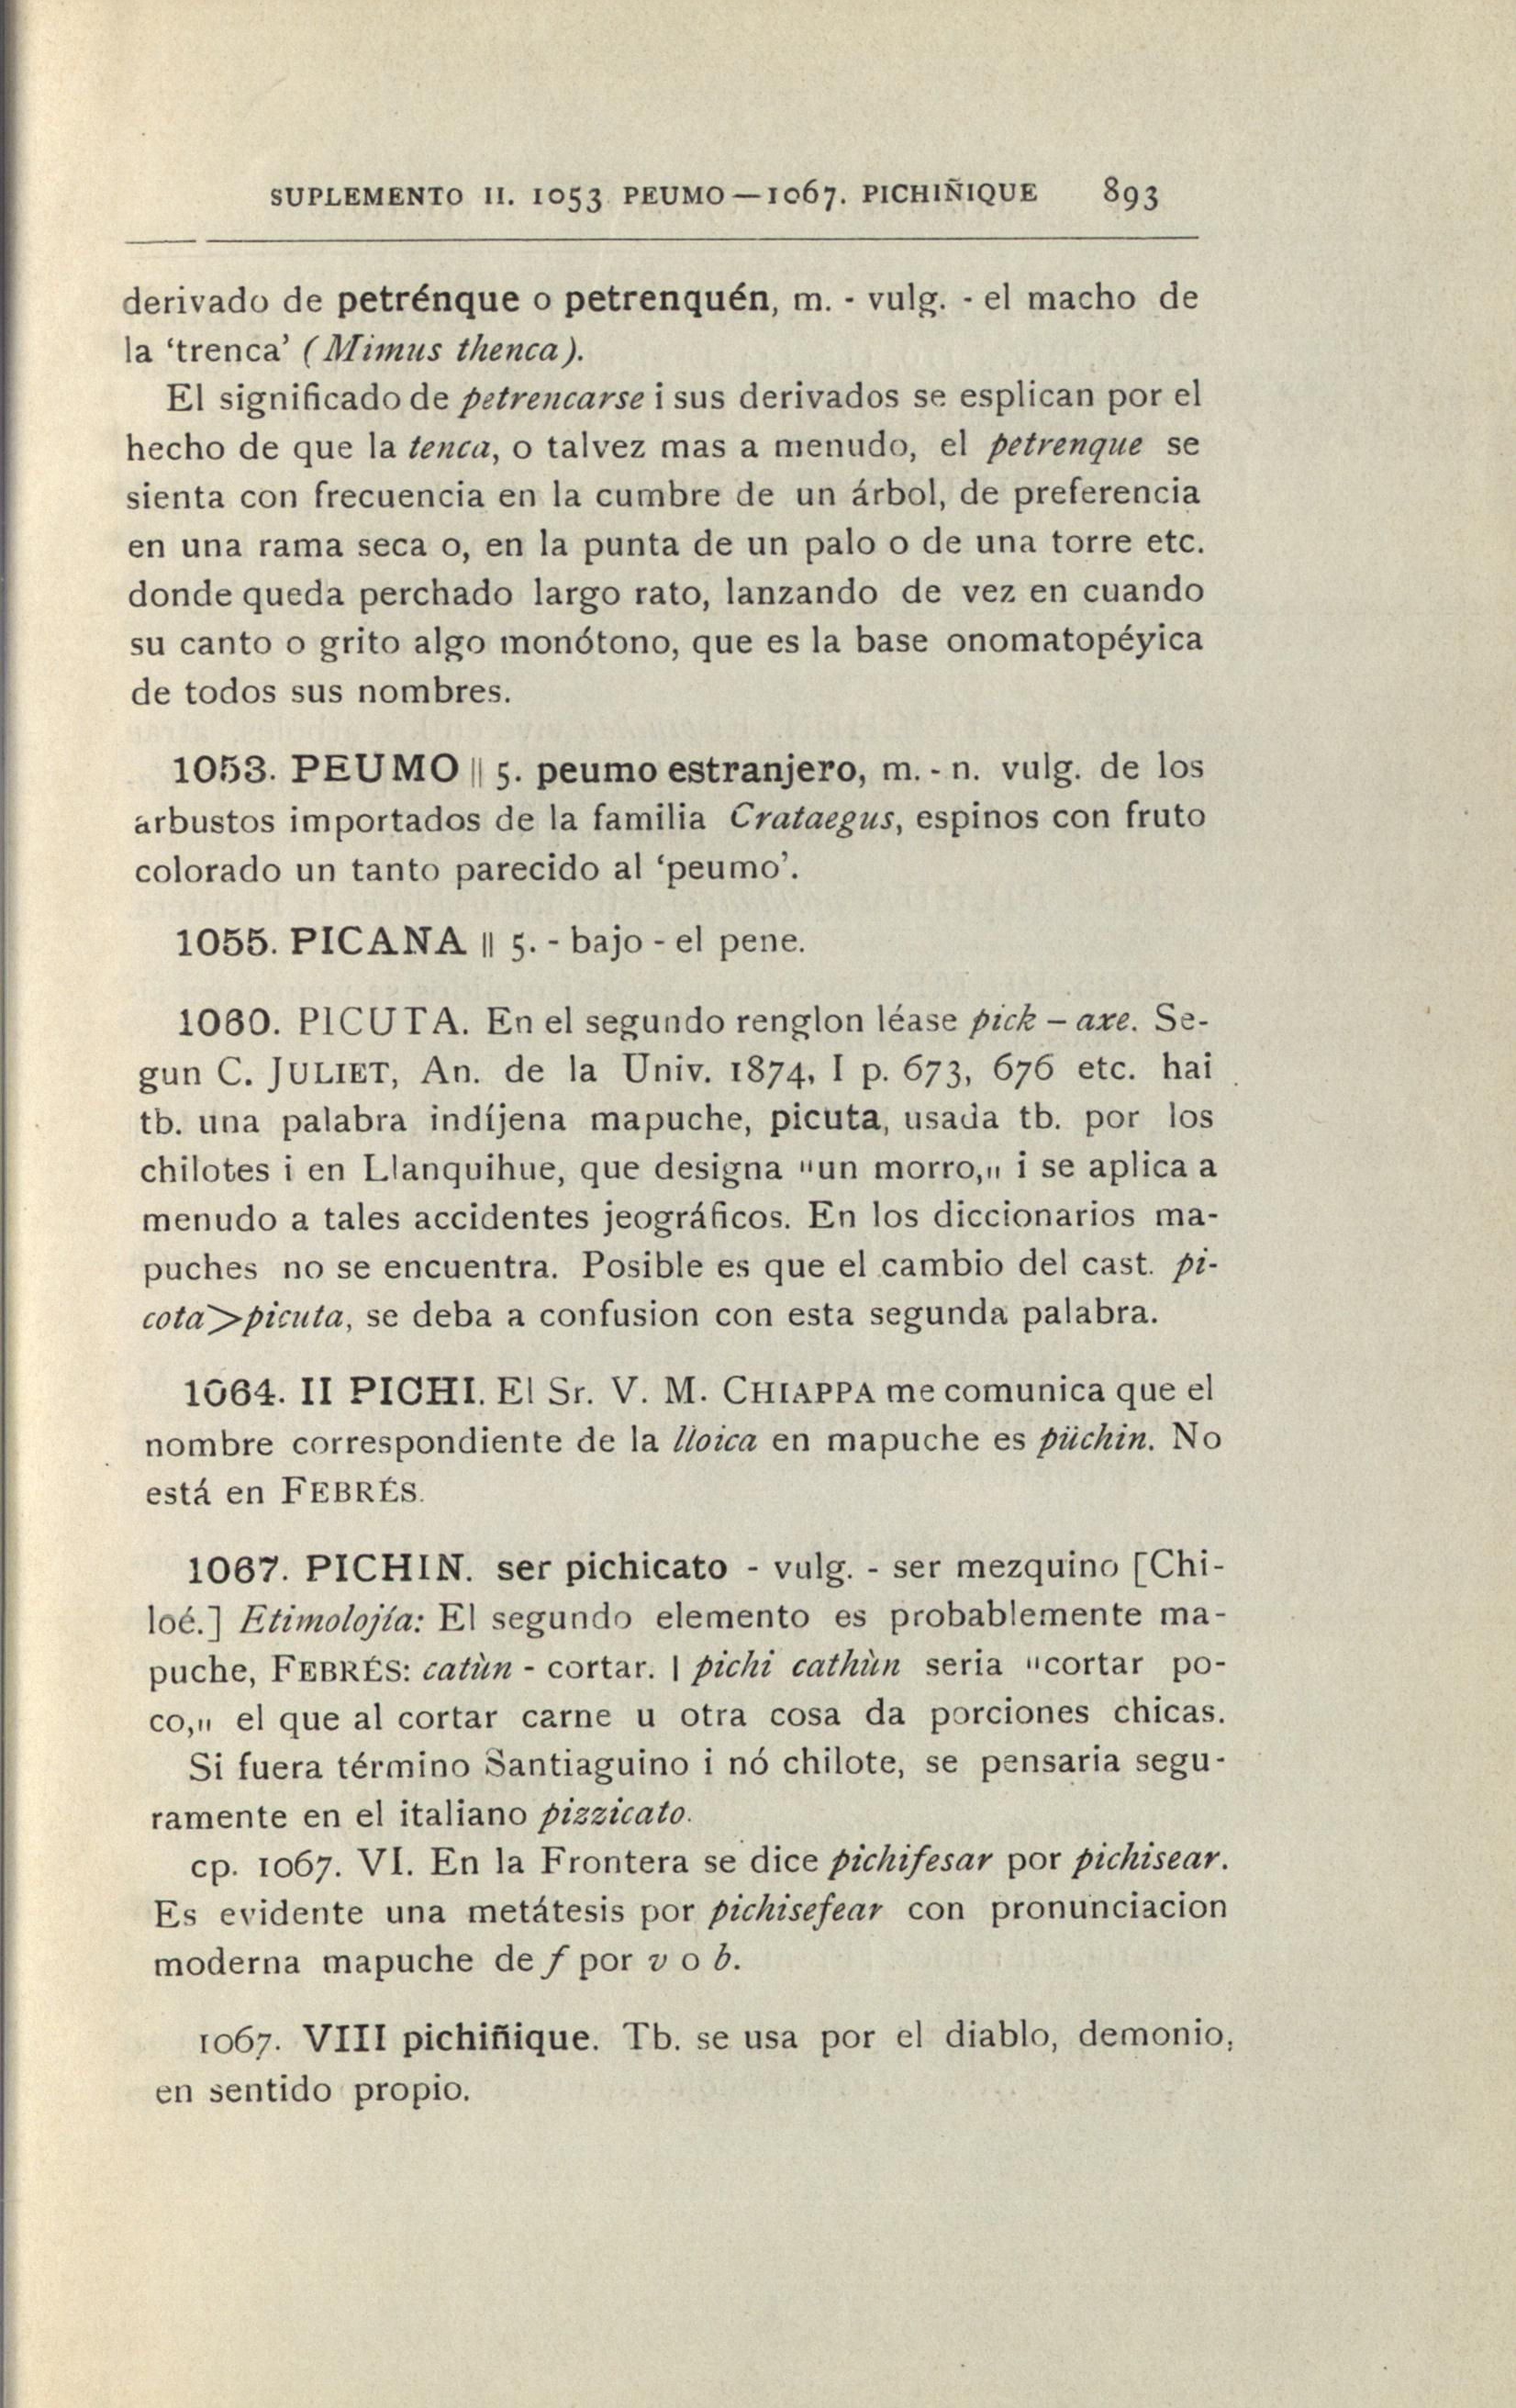 SUPLEMENTO II. 1053 PEUMO—1067. PICHIÑIQUE 893
derivado de petrénque o petrenquén, m. - vulg. - el macho de
la ‘trenca’ (Mimus thenca).
El significado de petrencarse i sus derivados se esplican por el
hecho de que la tenca, o talvez mas a menudo, el petrenque se
sienta con frecuencia en la cumbre de un árbol, de preferencia
en una rama seca o, en la punta de un palo o de una torre etc.
donde queda perchado largo rato, lanzando de vez en cuando
su canto o grito algo monótono, que es la base onomatopéyica
de todos sus nombres.
1053. PEUMO || 5. peumo estranjero, m. - n. vulg. de los
arbustos importados de la familia Crataegus, espinos con fruto
colorado un tanto parecido al ‘peumo’.
1055. PICANA || 5. - bajo - el pene.
1060. PICUTA. En el segundo renglon léase pick – axe. Se-
gun C. JULIET, An. de la Univ. 1874, I p. 673, 676 etc. hai
tb. una palabra indíjena mapuche, picuta, usada tb. por los
chilotes i en Llanquihue, que designa "un morro,„ i se aplica a
menudo a tales accidentes jeográficos. En los diccionarios ma-
puches no se encuentra. Posible es que el cambio del cast. pi-
cota>picuta, se deba a confusion con esta segunda palabra.
1064. II PICHI. El Sr. V. M. CHIAPPA me comunica que el
nombre correspondiente de la lloica en mapuche es püchin. No
está en FEBRÉS.
1067. PICHIN. ser pichicato - vulg. - ser mezquino [Chi-
loé.] Etimolojía: El segundo elemento es probablemente ma-
puche, FEBRÉS: catùn - cortar. | pichi cathùn seria "cortar po-
co,„ el que al cortar carne u otra cosa da porciones chicas.
Si fuera término Santiaguino i nó chilote, se pensaria segu-
ramente en el italiano pizzicato.
cp. 1067. VI. En la Frontera se dice pichifesar por pichisear.
Es evidente una metátesis por pichisefear con pronunciacion
moderna mapuche de f por v o b.
1067. VIII pichiñique. Tb. se usa por el diablo, demonio,
en sentido propio.